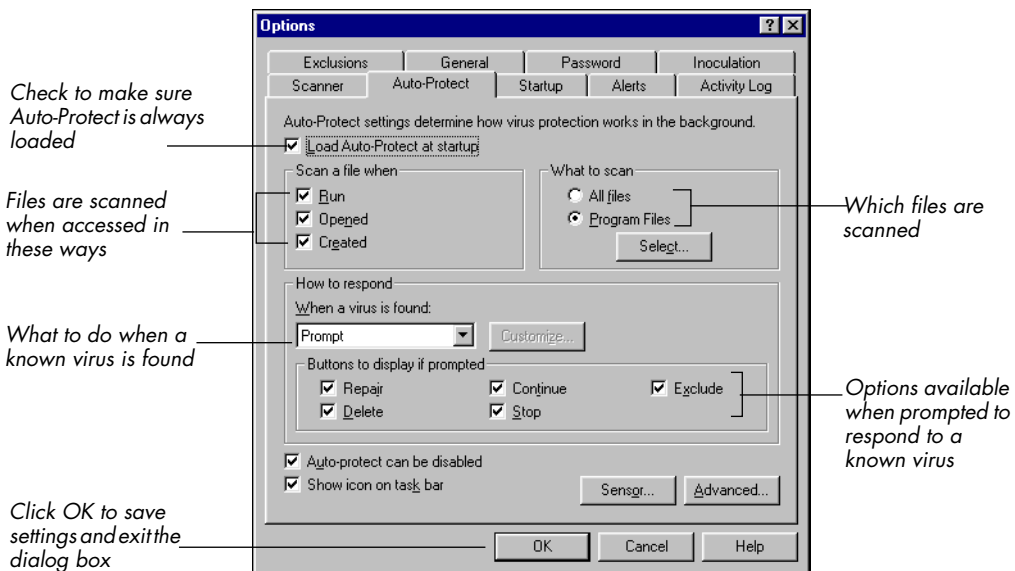 Options
Exclusions General Password Inoculation
Scanner Auto-Protect Startup Alerts Activity Log
Auto-Protect settings determine how virus protection works in the background.
Load Auto-Protect at startup
Scan a file when
Run
Opened
Created
What to scan
All files
Program Files
Select...
How to respond
When a virus is found:
Prompt
Customize...
Buttons to display if prompted
Repair Continue Exclude
Delete Stop
Auto-protect can be disabled
Show icon on task bar
Sensor... Advanced...
OK Cancel Help
Check to make sure
Auto-Protect is always
loaded
Files are scanned
when accessed in
these ways
What to do when a
known virus is found
Click OK to save
settings and exit the
dialog box
Which files are
scanned
Options available
when prompted to
respond to a
known virus